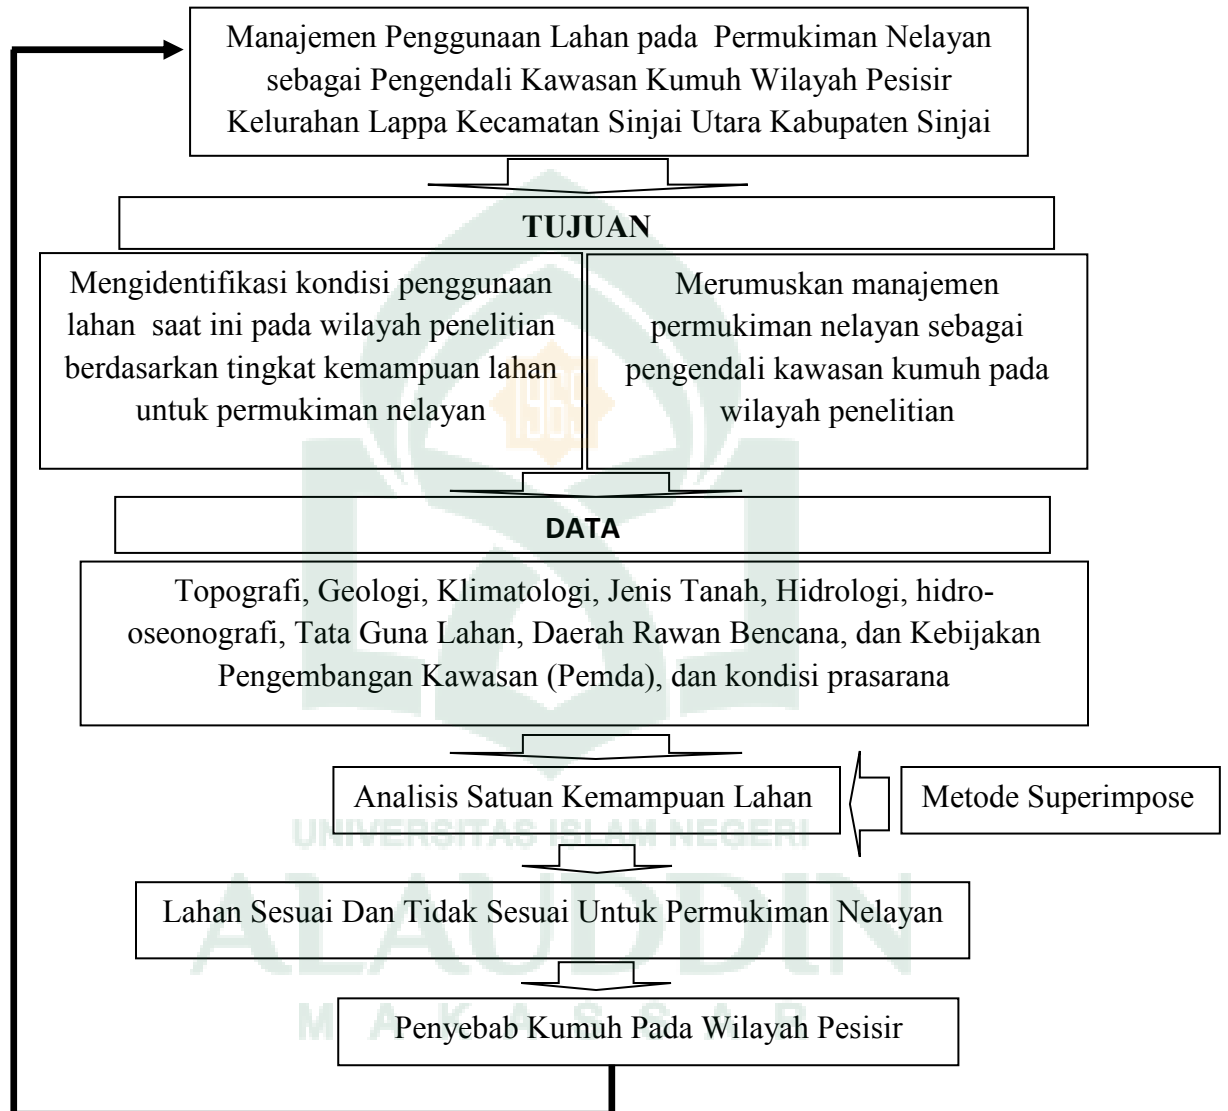 Manajemen Penggunaan Lahan pada Permukiman Nelayan
sebagai Pengendali Kawasan Kumuh Wilayah Pesisir
Kelurahan Lappa Kecamatan Sinjai Utara Kabupaten Sinjai
TUJUAN
Mengidentifikasi kondisi penggunaan
lahan saat ini pada wilayah penelitian
berdasarkan tingkat kemampuan lahan
untuk permukiman nelayan
Merumuskan manajemen
permukiman nelayan sebagai
pengendali kawasan kumuh pada
wilayah penelitian
1965
DATA
Topografi, Geologi, Klimatologi, Jenis Tanah, Hidrologi, hidro-
oseonografi, Tata Guna Lahan, Daerah Rawan Bencana, dan Kebijakan
Pengembangan Kawasan (Pemda), dan kondisi prasarana
Analisis Satuan Kemampuan Lahan
Metode Superimpose
UNIVERSITAS ISLAM NEGERI
Lahan Sesuai Dan Tidak Sesuai Untuk Permukiman Nelayan
ALAUDDIN
Penyebab Kumuh Pada Wilayah Pesisir
MAKASSAR